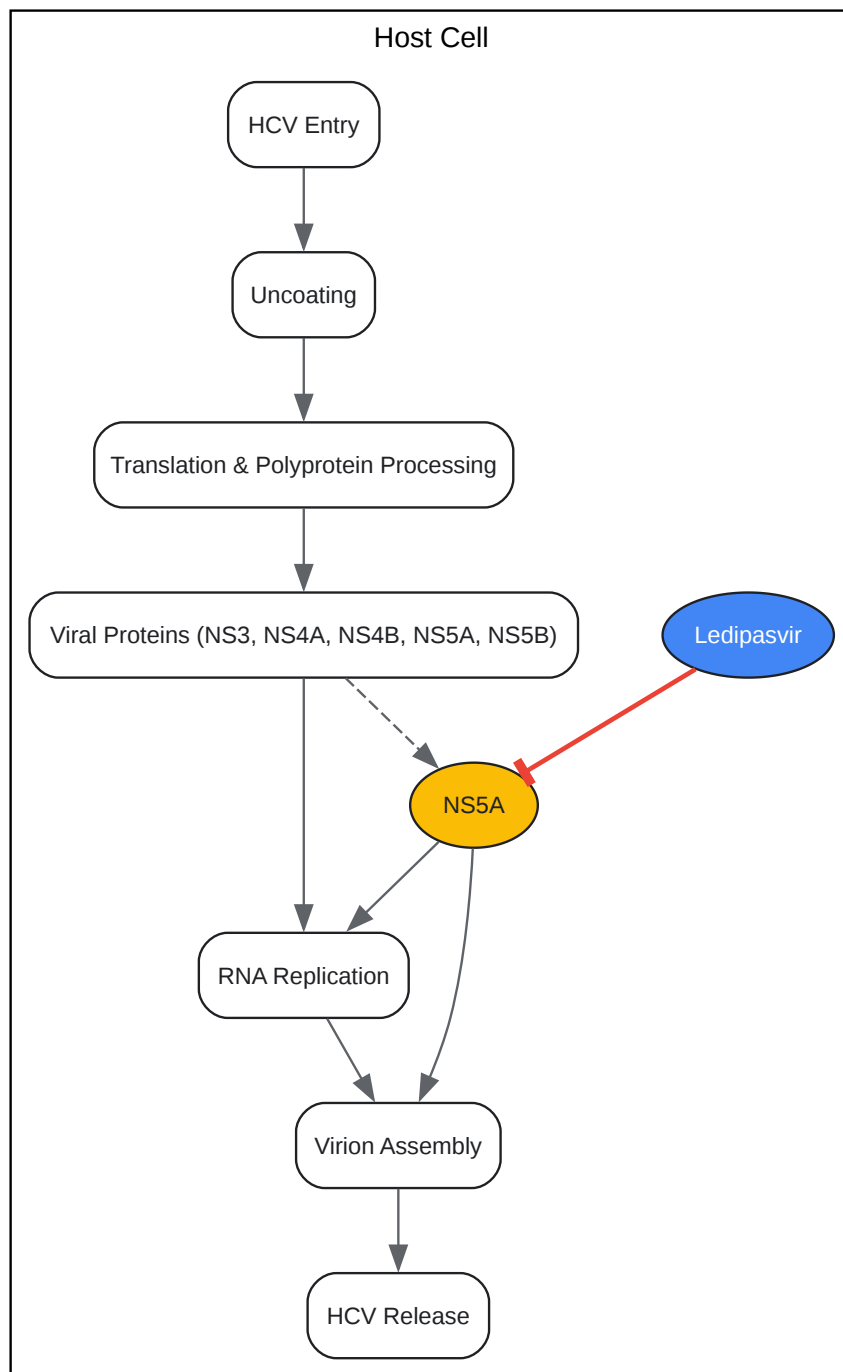 Host Cell
HCV Entry
Uncoating
Translation & Polyprotein Processing
Viral Proteins (NS3, NS4A, NS4B, NS5A, NS5B)
Ledipasvir
NS5A
RNA Replication
Virion Assembly
HCV Release